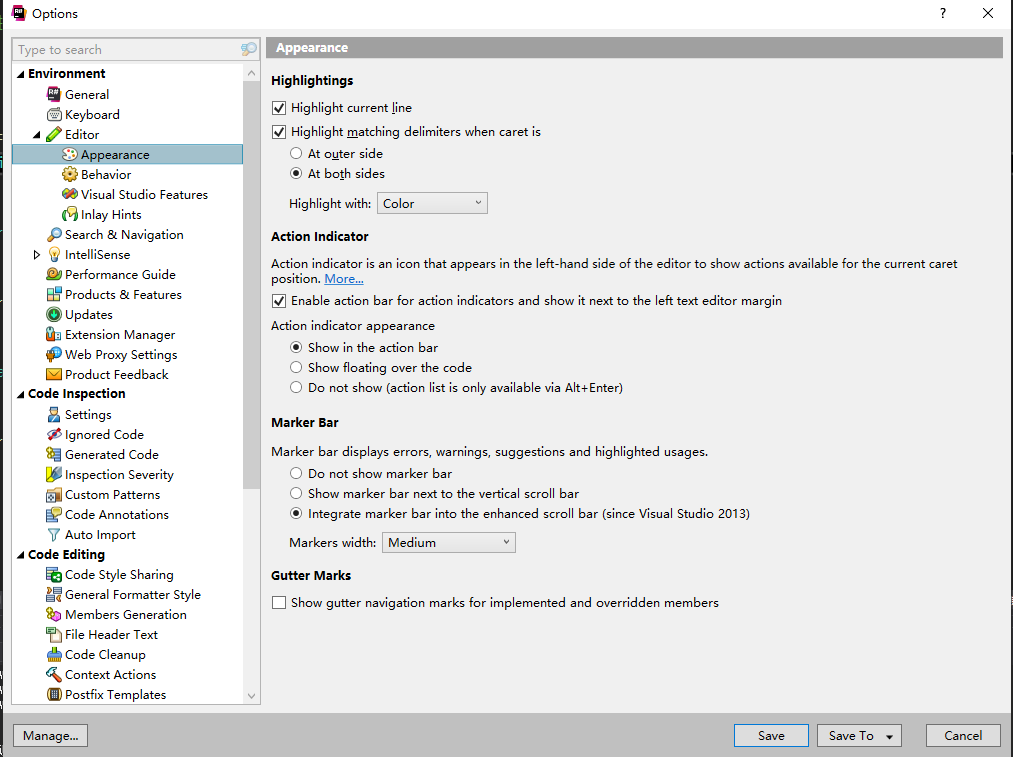 Options
?
Type to search
Environment
General
Keyboard
Editor
Appearance
Behavior
Visual Studio Features
Inlay Hints
Search & Navigation
IntelliSense
Performance Guide
Products & Features
Updates
Extension Manager
Web Proxy Settings
Product Feedback
Code Inspection
Settings
Ignored Code
Generated Code
Inspection Severity
Custom Patterns
Code Annotations
Auto Import
Code Editing
Code Style Sharing
General Formatter Style
Members Generation
File Header Text
Code Cleanup
Context Actions
Postfix Templates
Appearance
Highlightings
Highlight current line
Highlight matching delimiters when caret is
At outer side
At both sides
Highlight with: Color
Action Indicator
Action indicator is an icon that appears in the left-hand side of the editor to show actions available for the current caret
position. More...
Enable action bar for action indicators and show it next to the left text editor margin
Action indicator appearance
Show in the action bar
Show floating over the code
Do not show (action list is only available via Alt+Enter)
Marker Bar
Marker bar displays errors, warnings, suggestions and highlighted usages.
Do not show marker bar
Show marker bar next to the vertical scroll bar
Integrate marker bar into the enhanced scroll bar (since Visual Studio 2013)
Markers width: Medium
Gutter Marks
Show gutter navigation marks for implemented and overridden members
Manage...
Save
Save To
Cancel